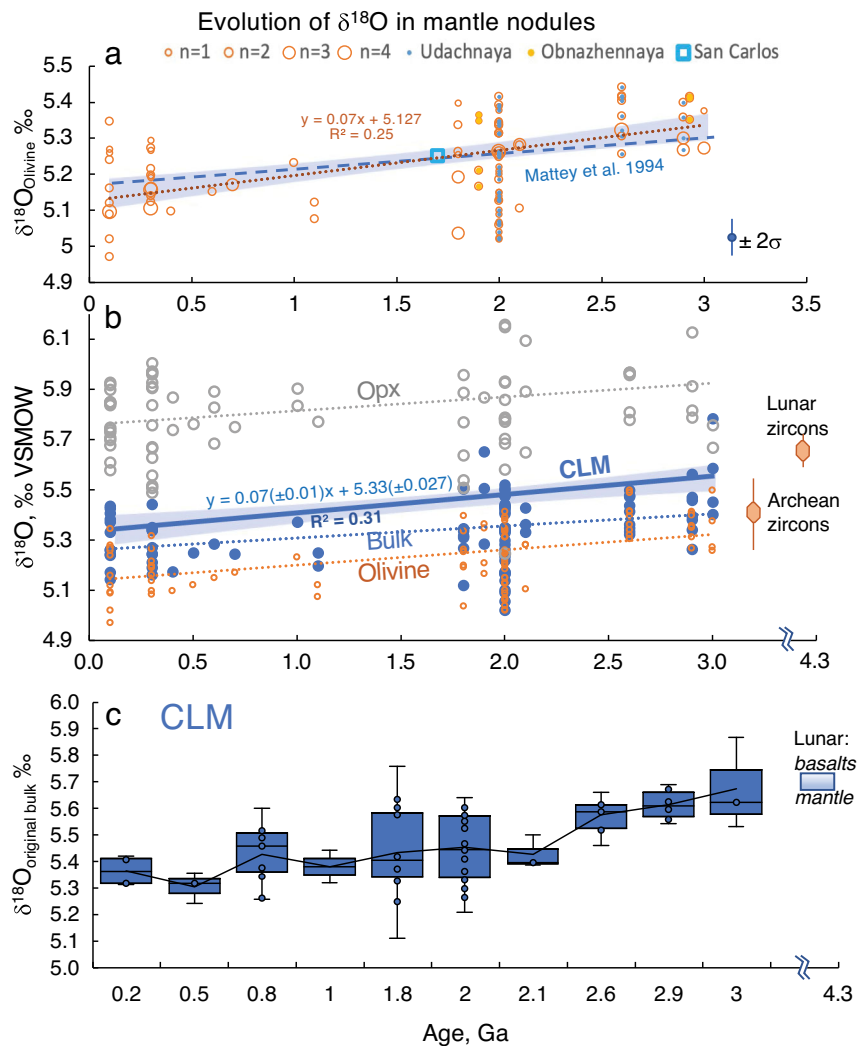 Evolution of δ¹⁸O in mantle nodules
a
n=1 n=2 n=3 n=4 Udachnaya Obnazhennaya San Carlos
5.5
5.4
5.3
5.2
5.1
5
4.9
δ¹⁸O_Olivine ‰
y = 0.07x + 5.127
R² = 0.25
Mattey et al. 1994
± 2σ
0 0.5 1 1.5 2 2.5 3 3.5
b
6.1
5.9
5.7
5.5
5.3
5.1
4.9
δ¹⁸O, ‰ VSMOW
Opx
Lunar
zircons
CLM
y = 0.07(±0.01)x + 5.33(±0.027)
R² = 0.31
Archean
zircons
Bulk
Olivine
0.0 0.5 1.0 1.5 2.0 2.5 3.0 4.3
c
CLM
6.0
5.9
5.8
5.7
5.6
5.5
5.4
5.3
5.2
5.1
5.0
δ¹⁸O_original bulk ‰
Lunar:
basalts
mantle
0.2 0.5 0.8 1 1.8 2 2.1 2.6 2.9 3 4.3
Age, Ga